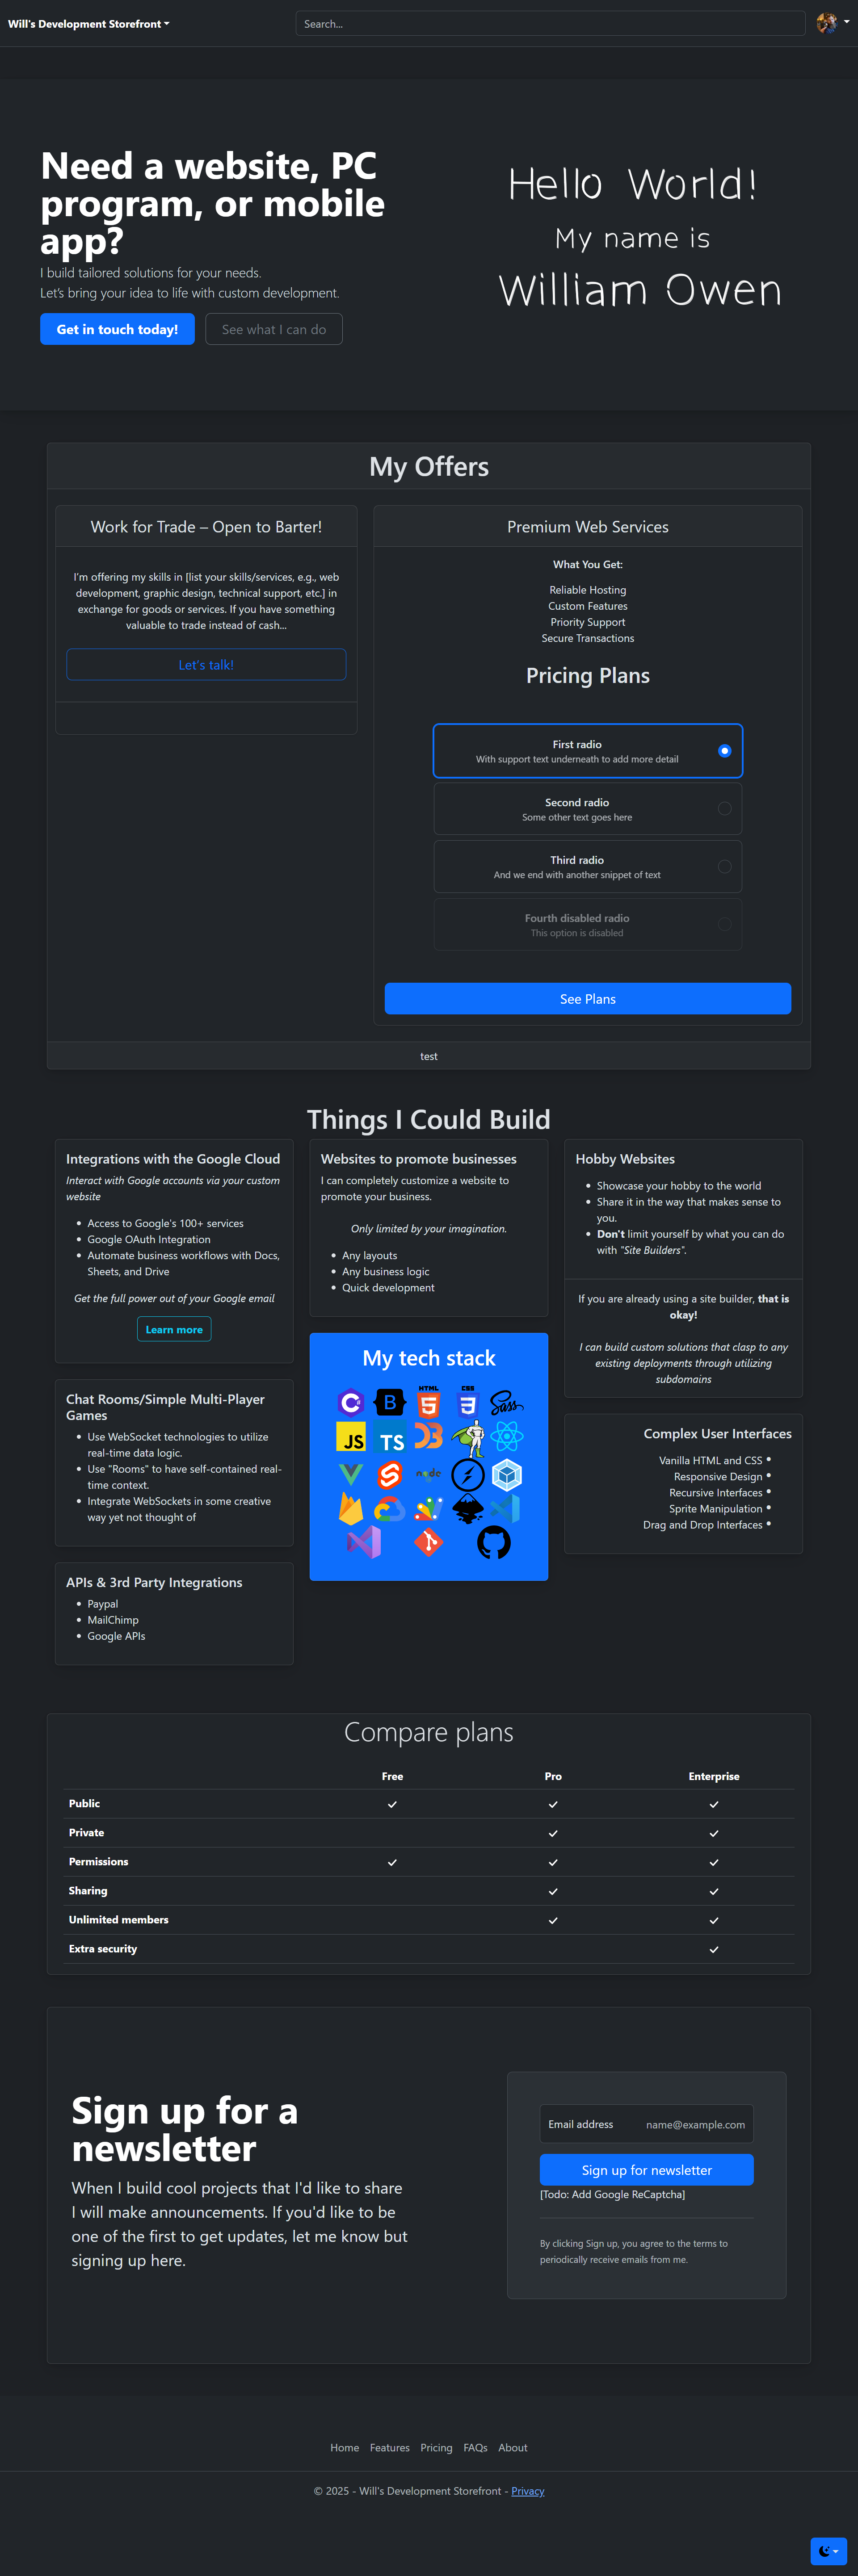 Will's Development Storefront
Search...
Need a website, PC
program, or mobile
app?
I build tailored solutions for your needs.
Let’s bring your idea to life with custom development.
Get in touch today!
See what I can do
Hello World!
My name is
William Owen
My Offers
Work for Trade – Open to Barter!
I’m offering my skills in [list your skills/services, e.g., web
development, graphic design, technical support, etc.] in
exchange for goods or services. If you have something
valuable to trade instead of cash...
Let’s talk!
Premium Web Services
What You Get:
Reliable Hosting
Custom Features
Priority Support
Secure Transactions
Pricing Plans
First radio
With support text underneath to add more detail
Second radio
Some other text goes here
Third radio
And we end with another snippet of text
Fourth disabled radio
This option is disabled
See Plans
test
Things I Could Build
Integrations with the Google Cloud
Interact with Google accounts via your custom
website
• Access to Google's 100+ services
• Google OAuth Integration
• Automate business workflows with Docs,
Sheets, and Drive
Get the full power out of your Google email
Learn more
Chat Rooms/Simple Multi-Player
Games
• Use WebSocket technologies to utilize
real-time data logic.
• Use "Rooms" to have self-contained real-
time context.
• Integrate WebSockets in some creative
way yet not thought of
APIs & 3rd Party Integrations
• Paypal
• MailChimp
• Google APIs
Websites to promote businesses
I can completely customize a website to
promote your business.
Only limited by your imagination.
• Any layouts
• Any business logic
• Quick development
My tech stack
C
B
HTML
5
CSS
3
Sass
JS
TS
node
Hobby Websites
• Showcase your hobby to the world
• Share it in the way that makes sense to
you.
• Don't limit yourself by what you can do
with "Site Builders".
If you are already using a site builder, that is
okay!
I can build custom solutions that clasp to any
existing deployments through utilizing
subdomains
Complex User Interfaces
Vanilla HTML and CSS •
Responsive Design •
Recursive Interfaces •
Sprite Manipulation •
Drag and Drop Interfaces •
Compare plans
Free Pro Enterprise
Public
Private
Permissions
Sharing
Unlimited members
Extra security
Sign up for a
newsletter
When I build cool projects that I'd like to share
I will make announcements. If you'd like to be
one of the first to get updates, let me know but
signing up here.
Email address name@example.com
Sign up for newsletter
[Todo: Add Google ReCaptcha]
By clicking Sign up, you agree to the terms to
periodically receive emails from me.
Home Features Pricing FAQs About
© 2025 - Will's Development Storefront - Privacy